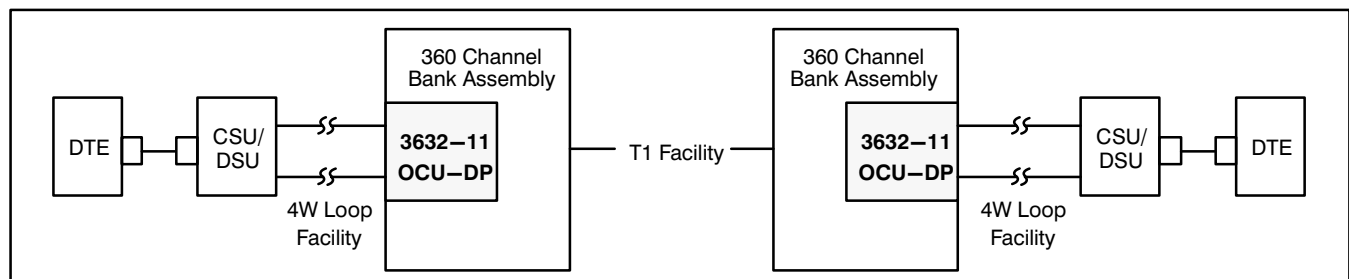 DTE
CSU/
DSU
4W Loop
Facility
360 Channel
Bank Assembly
3632–11
OCU–DP
T1 Facility
360 Channel
Bank Assembly
3632–11
OCU–DP
4W Loop
Facility
CSU/
DSU
DTE